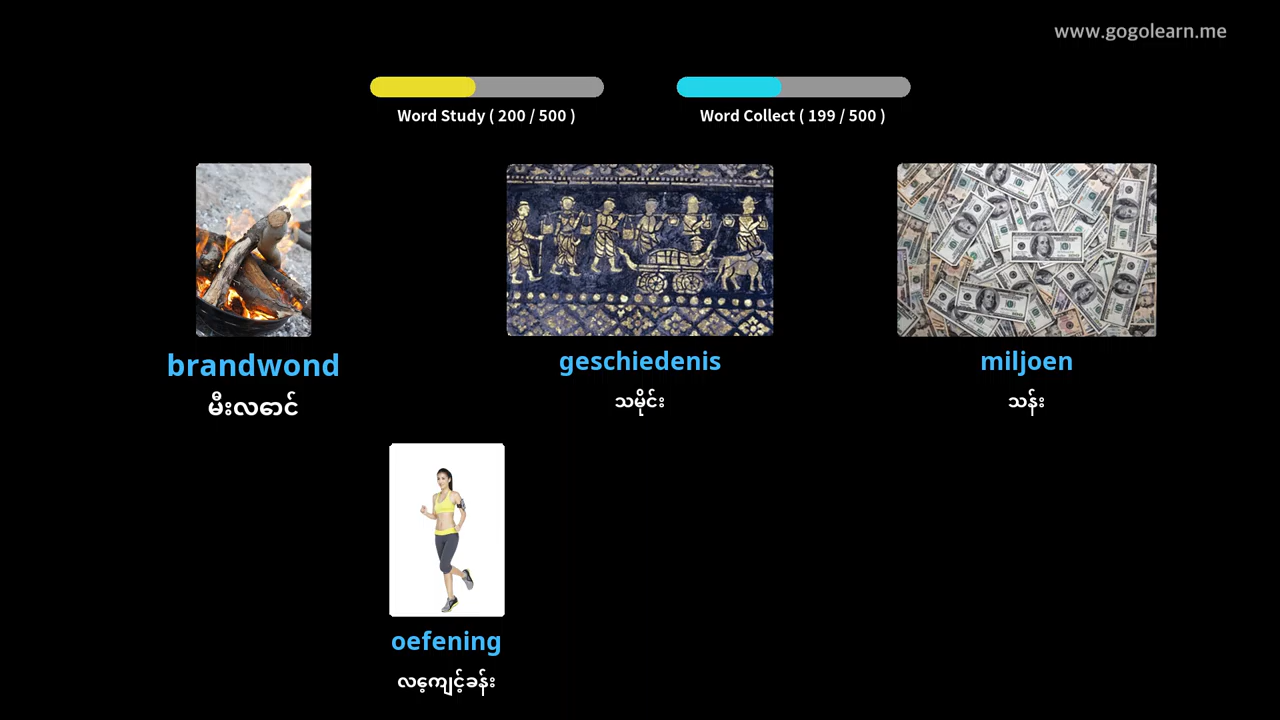 www.gogolearn.me
Word Study ( 200 / 500 )
Word Collect ( 199 / 500 )
brandwond
geschiedenis
miljoen
မီးလောင်
သမိုင်း
သန်း
oefening
လေ့ကျင့်ခန်း